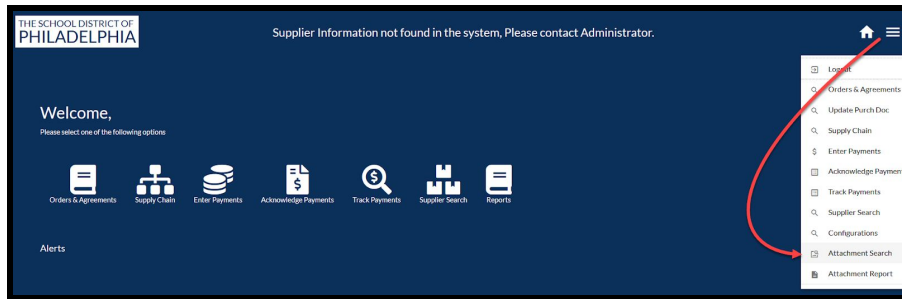 THE SCHOOL DISTRICT OF
PHILADELPHIA
Supplier Information not found in the system, Please contact Administrator.
Logout
Orders & Agreements
Update Purch Doc
Supply Chain
Enter Payments
Acknowledge Paymen
Track Payments
Supplier Search
Configurations
Attachment Search
Attachment Report
Welcome,
Please select one of the following options
Orders & Agreements
Supply Chain
Enter Payments
Acknowledge Payments
Track Payments
Supplier Search
Reports
Alerts